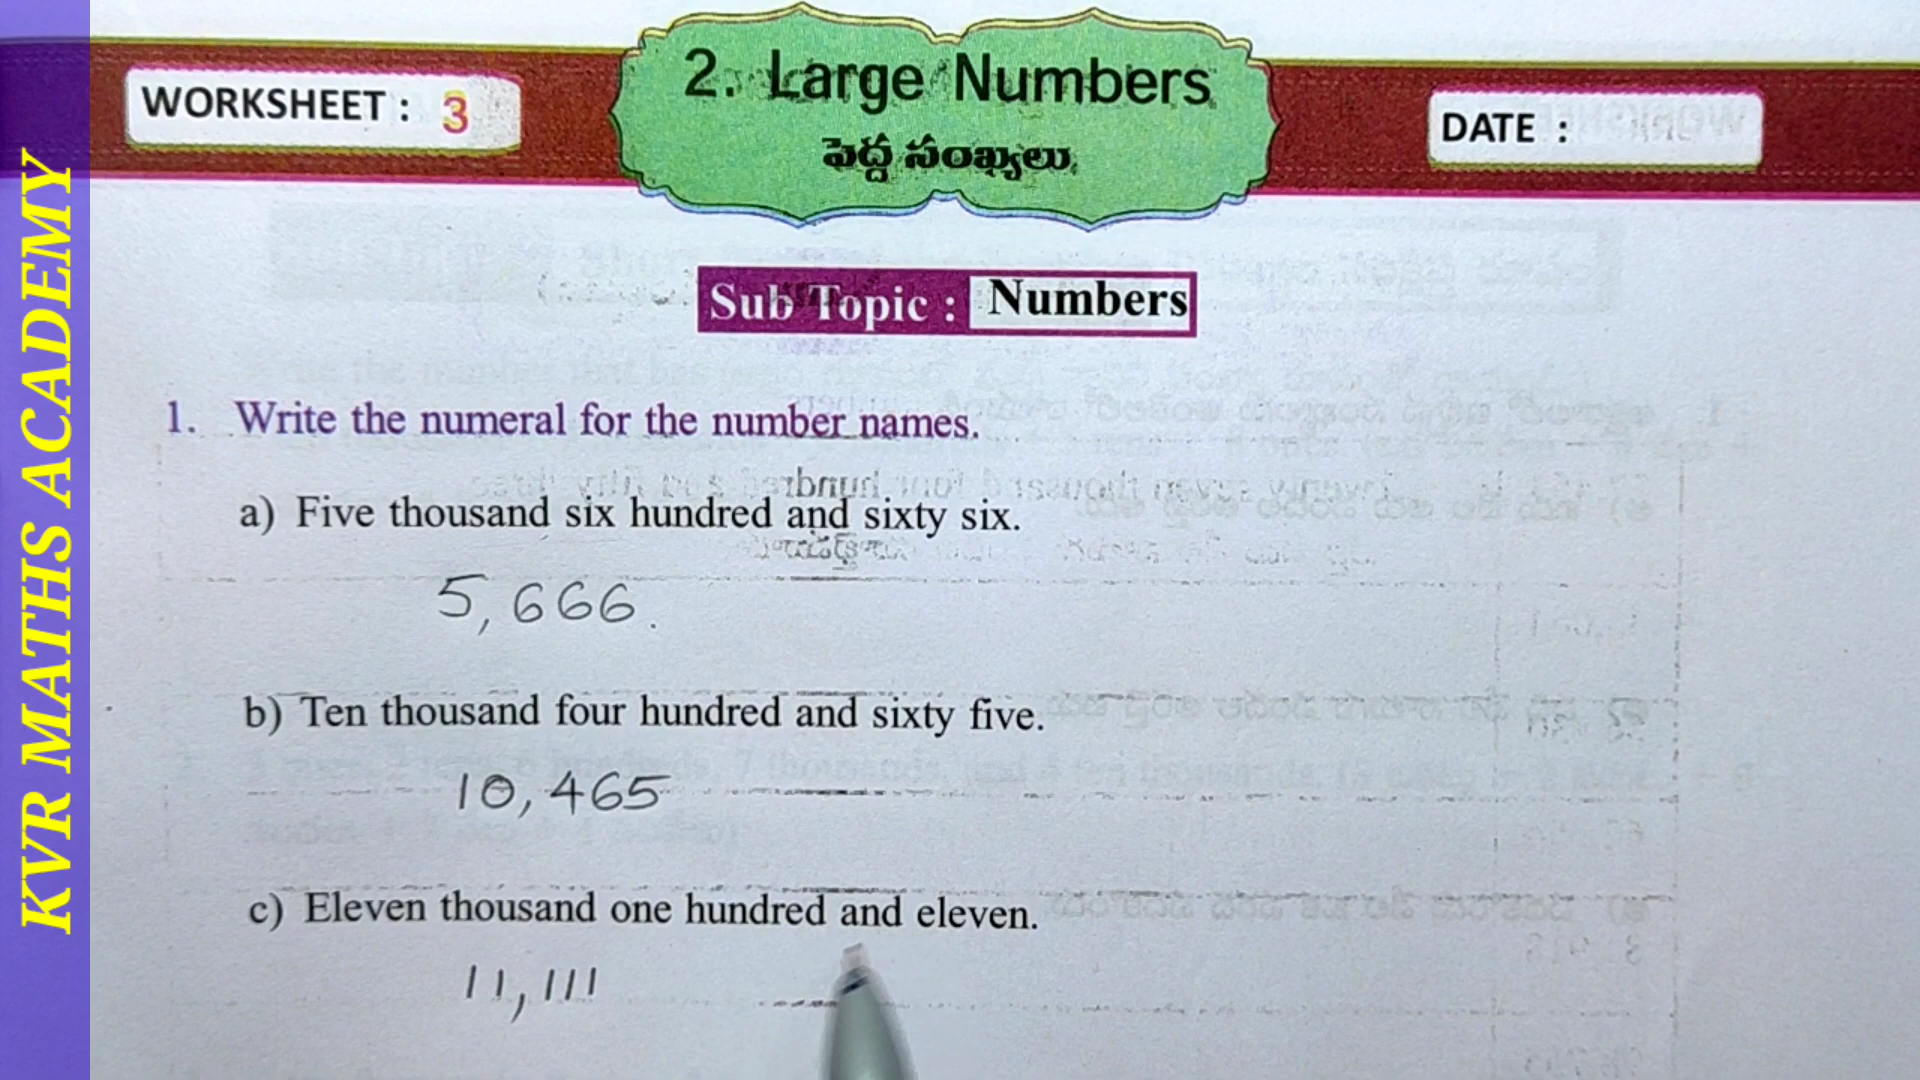 KVR MATHS ACADEMY
WORKSHEET : 3
2. Large Numbers
పెద్ద సంఖ్యలు
DATE :
Sub Topic : Numbers
1. Write the numeral for the number names.
a) Five thousand six hundred and sixty six.
5,666.
b) Ten thousand four hundred and sixty five.
10,465
c) Eleven thousand one hundred and eleven.
11,111